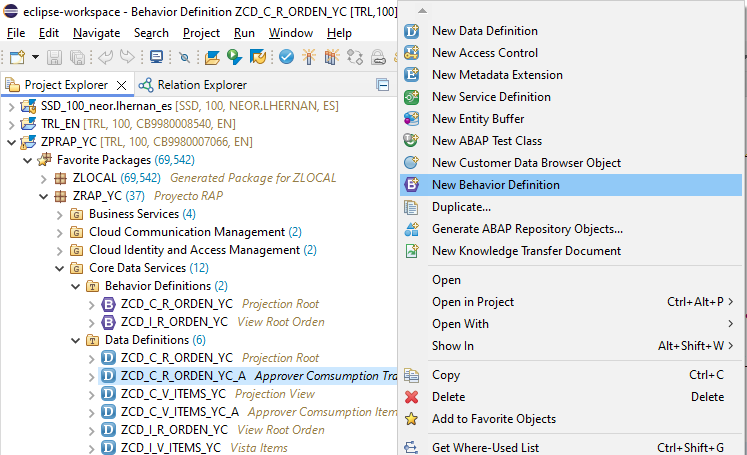 eclipse-workspace - Behavior Definition ZCD_C_R_ORDEN_YC [TRL,100]
File Edit Navigate Search Project Run Window Help
Project Explorer Relation Explorer
SSD_100_neor.lhernan_es [SSD, 100, NEOR.LHERNAN, ES]
TRL_EN [TRL, 100, CB9980008540, EN]
ZPRAP_YC [TRL, 100, CB9980007066, EN]
Favorite Packages (69,542)
ZLOCAL (69,542) Generated Package for ZLOCAL
ZRAP_YC (37) Proyecto RAP
Business Services (4)
Cloud Communication Management (2)
Cloud Identity and Access Management (2)
Core Data Services (12)
Behavior Definitions (2)
ZCD_C_R_ORDEN_YC Projection Root
ZCD_I_R_ORDEN_YC View Root Orden
Data Definitions (6)
ZCD_C_R_ORDEN_YC Projection Root
ZCD_C_R_ORDEN_YC_A Approver Comsumption Tra
ZCD_C_V_ITEMS_YC Projection View
ZCD_C_V_ITEMS_YC_A Approver Comsumption Item
ZCD_I_R_ORDEN_YC View Root Orden
ZCD_I_V_ITEMS_YC Vista Items
New Data Definition
New Access Control
New Metadata Extension
New Service Definition
New Entity Buffer
New ABAP Test Class
New Customer Data Browser Object
New Behavior Definition
Duplicate...
Generate ABAP Repository Objects...
New Knowledge Transfer Document
Open
Open in Project Ctrl+Alt+P >
Open With >
Show In Alt+Shift+W >
Copy Ctrl+C
Delete Delete
Add to Favorite Objects
Get Where-Used List Ctrl+Shift+G